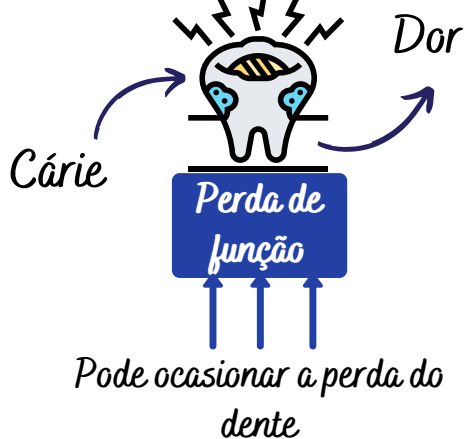 Dor
Cárie
Perda de
função
Pode ocasionar a perda do
dente